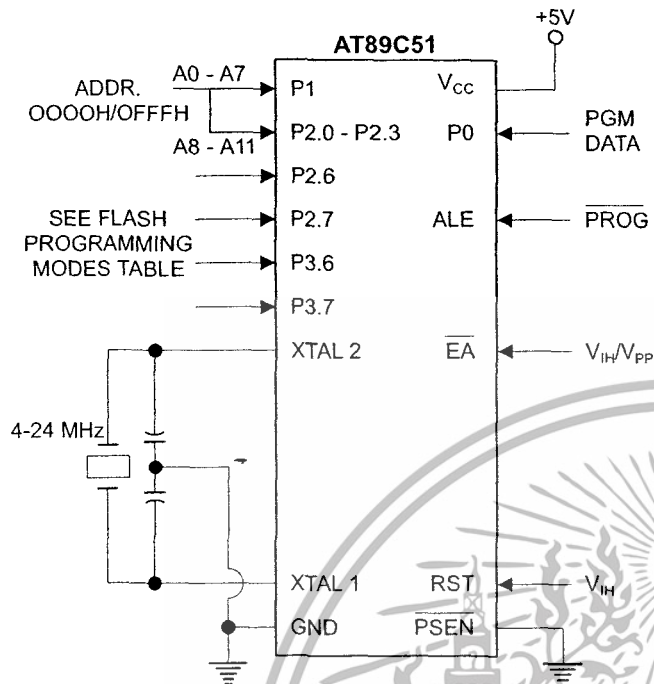 +5V
AT89C51
ADDR.
OOOOH/OFFFH
A0 - A7
A8 - A11
P1
P2.0 - P2.3
P2.6
P2.7
P3.6
P3.7
SEE FLASH
PROGRAMMING
MODES TABLE
XTAL 2
4-24 MHz
XTAL 1
GND
VCC
P0
PGM
DATA
ALE
PROG
EA
VIH/VPP
RST
VIH
PSEN